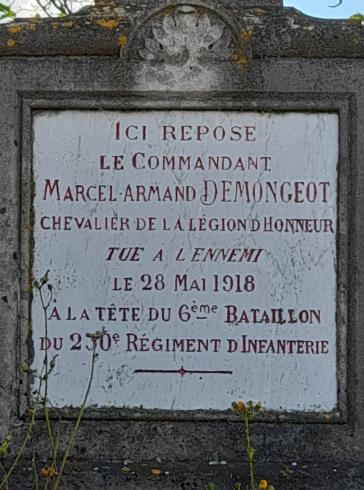 ICI REPOSE
LE COMMANDANT
MARCEL-ARMAND DEMONGEOT
CHEVALIER DE LA LÉGION D'HONNEUR
TUÉ À L'ENNEMI
LE 28 MAI 1918
A LA TÊTE DU 6ème BATAILLON
DU 230e RÉGIMENT D'INFANTERIE